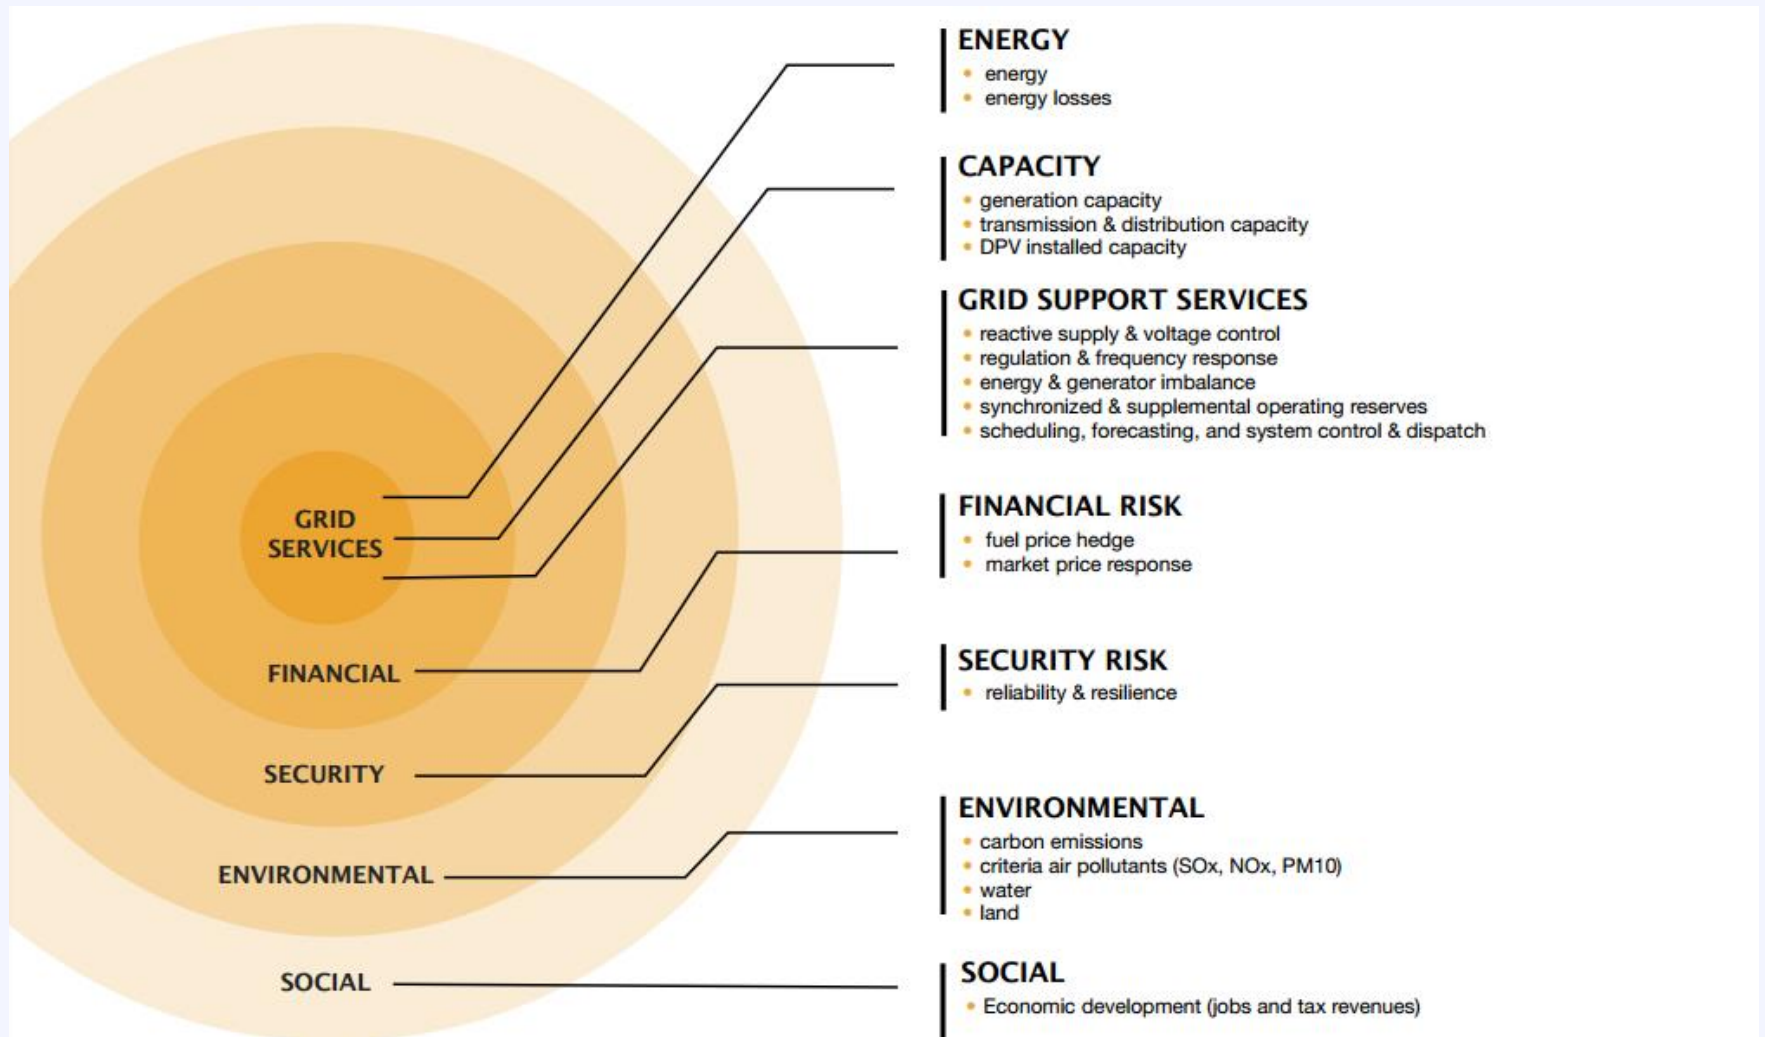 ENERGY
energy
energy losses
CAPACITY
generation capacity
transmission & distribution capacity
DPV installed capacity
GRID SUPPORT SERVICES
reactive supply & voltage control
regulation & frequency response
energy & generator imbalance
synchronized & supplemental operating reserves
scheduling, forecasting, and system control & dispatch
GRID
SERVICES
FINANCIAL RISK
fuel price hedge
market price response
FINANCIAL
SECURITY RISK
reliability & resilience
SECURITY
ENVIRONMENTAL
carbon emissions
criteria air pollutants (SOx, NOx, PM10)
water
land
ENVIRONMENTAL
SOCIAL
Economic development (jobs and tax revenues)
SOCIAL